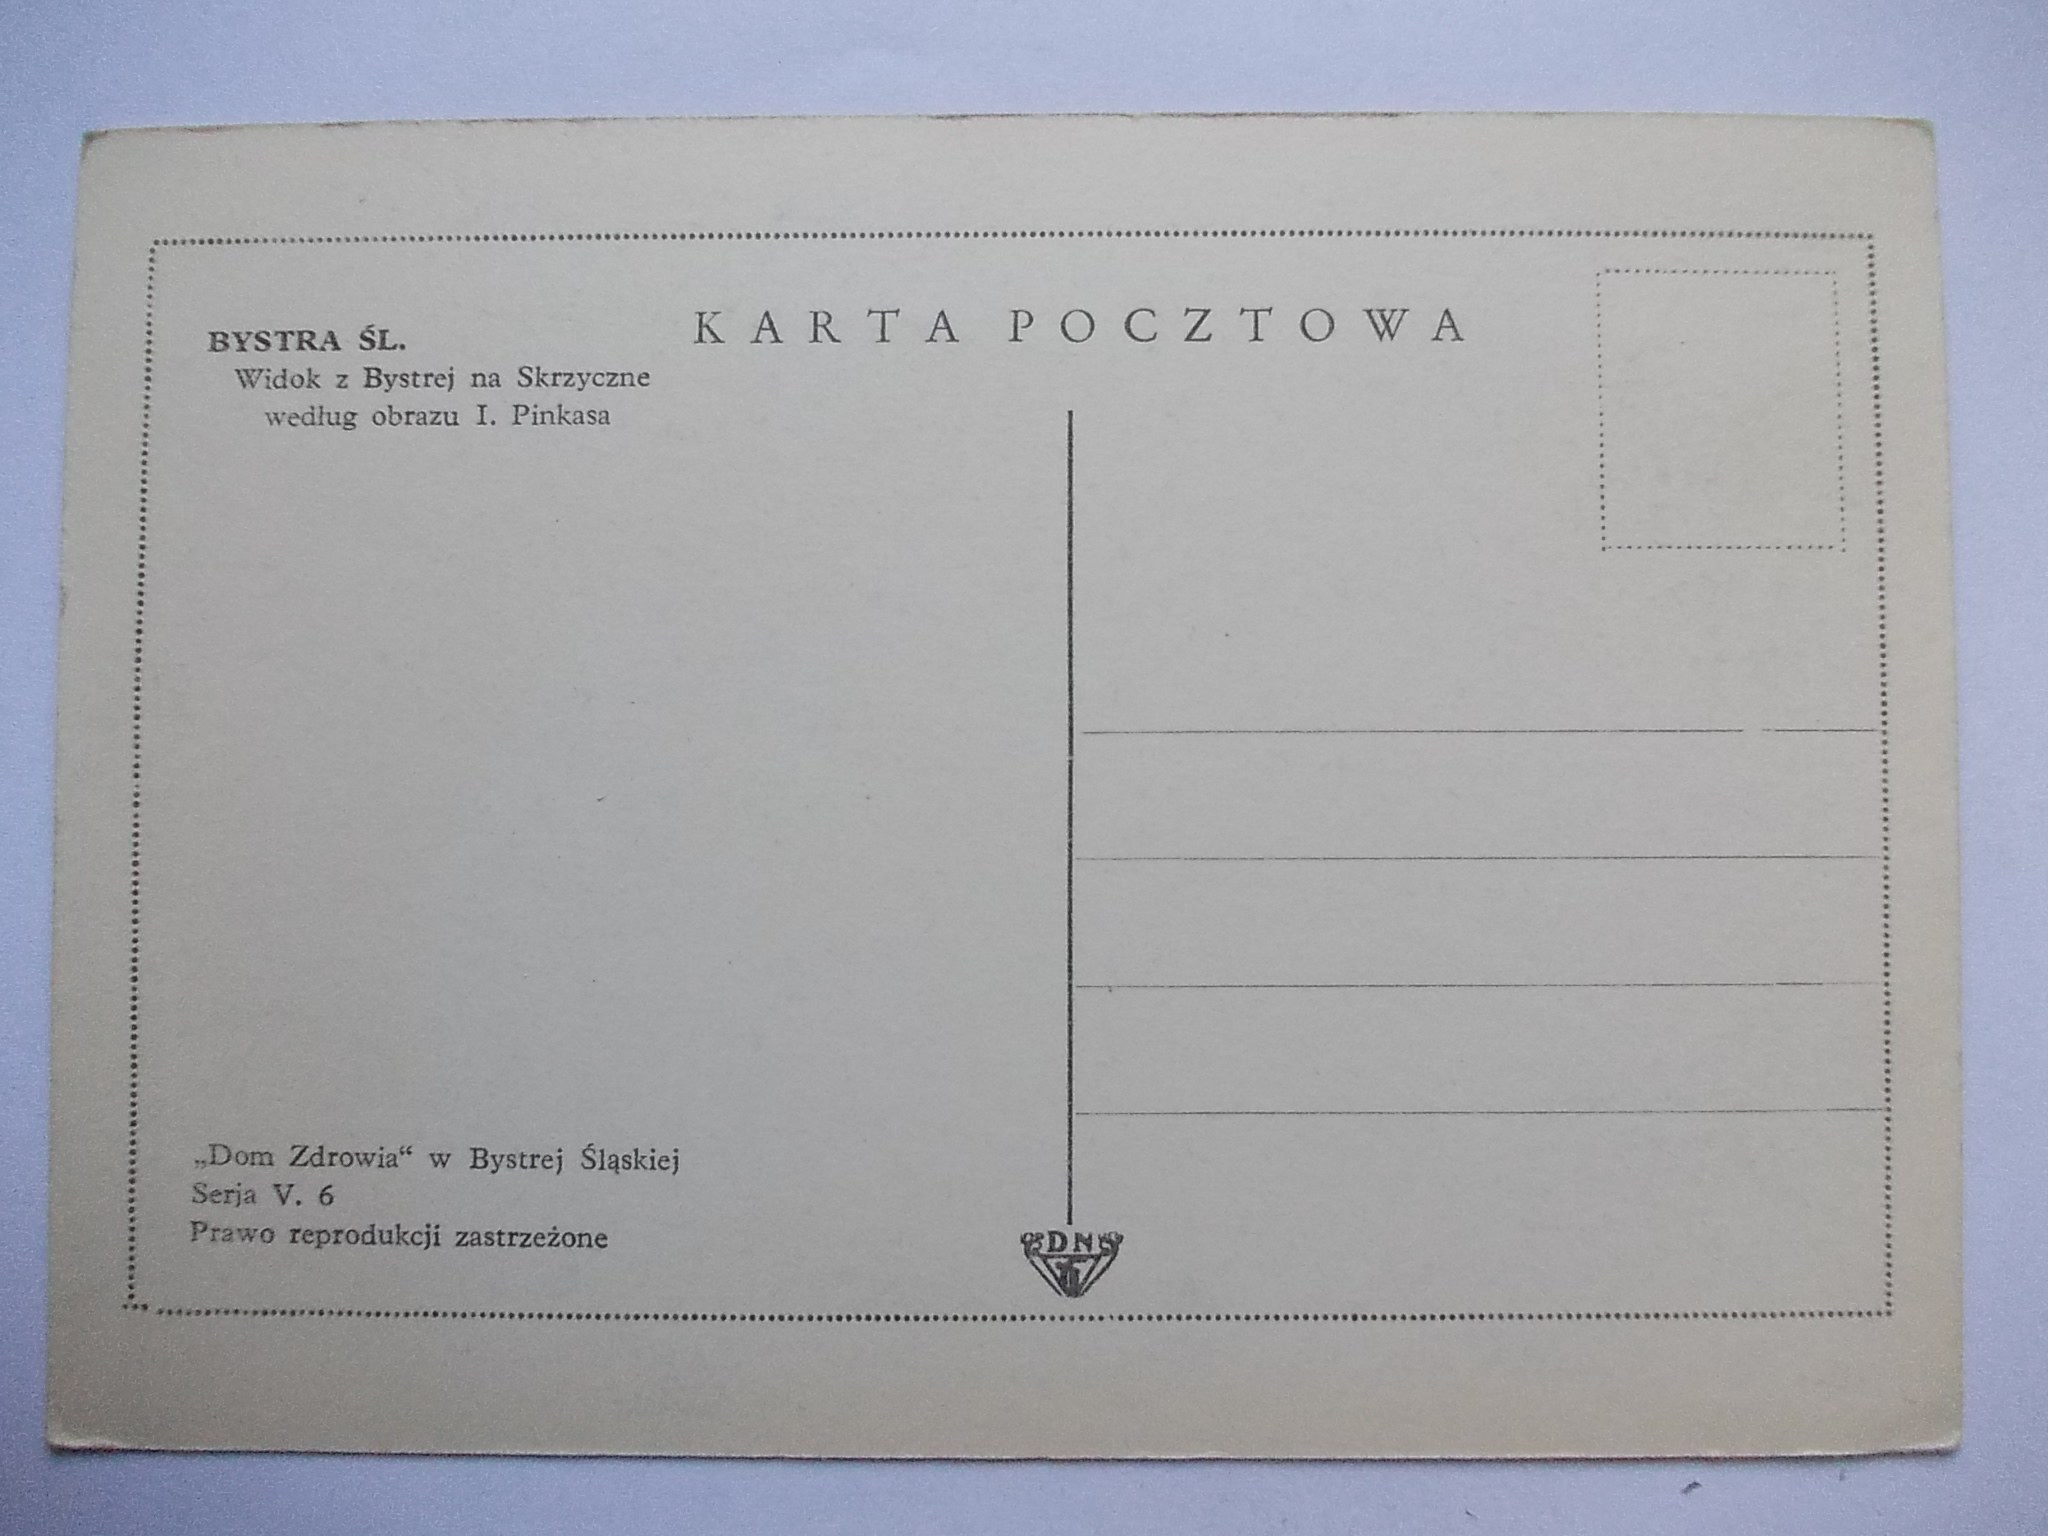 KARTA POCZTOWA
BYSTRA ŚL.
Widok z Bystrej na Skrzyczne
według obrazu I. Pinkasa
„Dom Zdrowia“ w Bystrej Śląskiej
Serja V. 6
Prawo reprodukcji zastrzeżone
DN